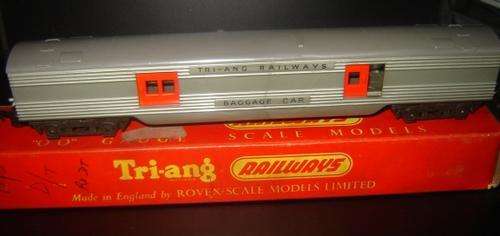 TRI-ANG RAILWAYS
BAGGAGE CAR
"OO" GAUGE SCALE MODELS
Tri-ang RAILWAYS
Made in England by ROVEX-SCALE MODELS LIMITED